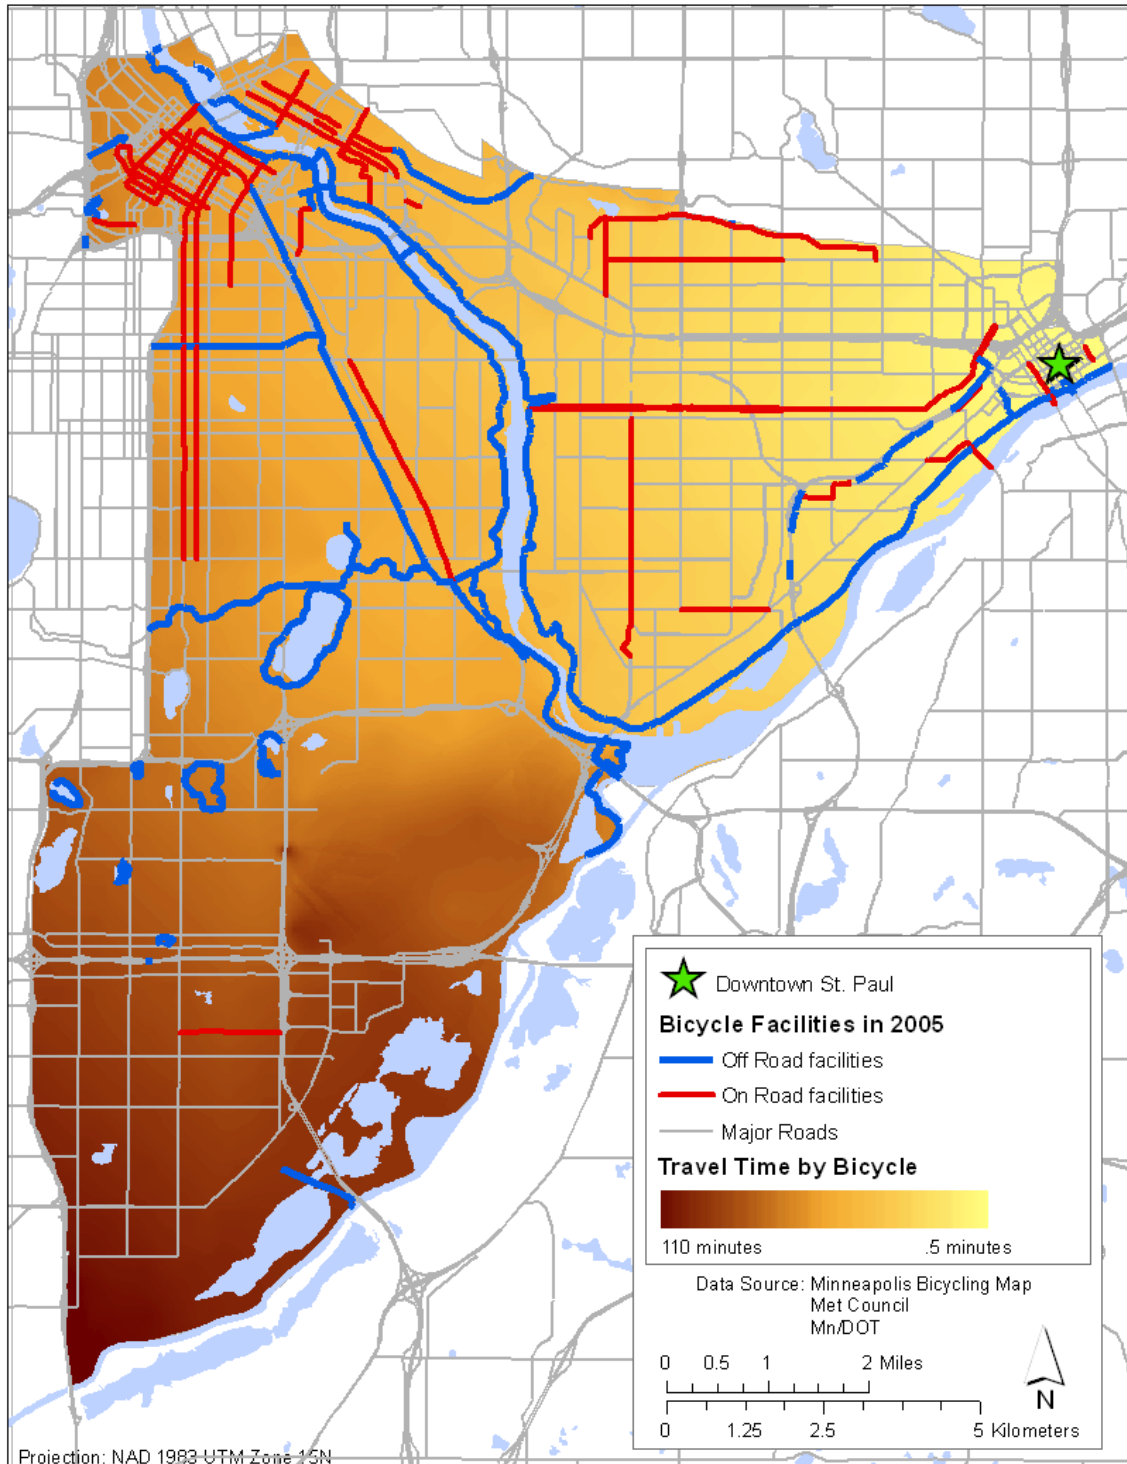 Downtown St. Paul
Bicycle Facilities in 2005
Off Road facilities
On Road facilities
Major Roads
Travel Time by Bicycle
110 minutes .5 minutes
Data Source: Minneapolis Bicycling Map
Met Council
Mn/DOT
0 0.5 1 2 Miles
0 1.25 2.5 5 Kilometers
N
Projection: NAD 1983 UTM Zone 15N